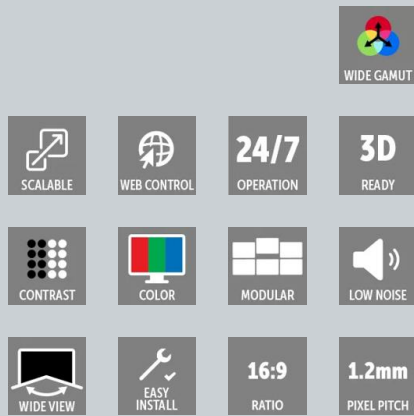 WIDE GAMUT
SCALABLE
WEB CONTROL
24/7
OPERATION
3D
READY
CONTRAST
COLOR
MODULAR
LOW NOISE
WIDE VIEW
EASY
INSTALL
16:9
RATIO
1.2mm
PIXEL PITCH